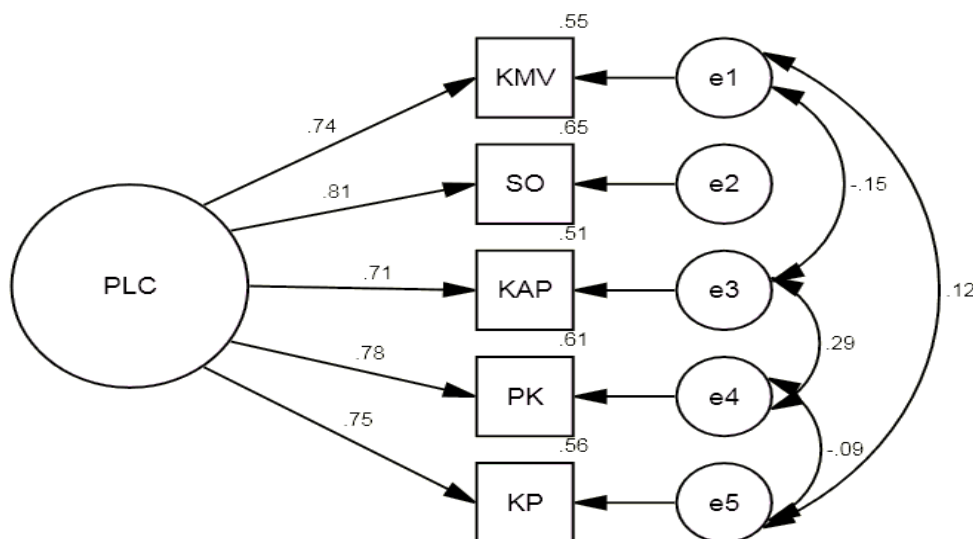 .55
KMV
e1
.74
.65
.81
SO
e2
-.15
.51
PLC
.71
KAP
e3
.12
.61
.78
.29
PK
e4
.75
.56
-.09
KP
e5